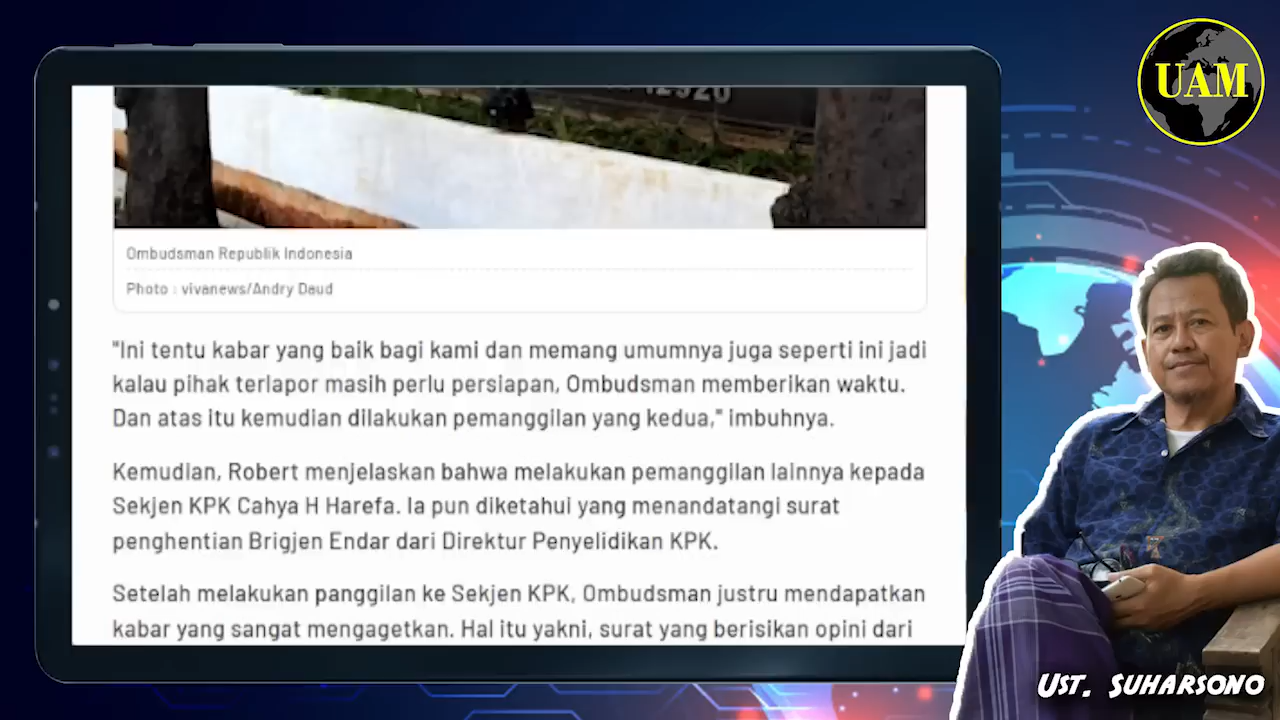 UAM
12920
Ombudsman Republik Indonesia
Photo : vivanews/Andry Daud
"Ini tentu kabar yang baik bagi kami dan memang umumnya juga seperti ini jadi
kalau pihak terlapor masih perlu persiapan, Ombudsman memberikan waktu.
Dan atas itu kemudian dilakukan pemanggilan yang kedua," imbuhnya.
Kemudian, Robert menjelaskan bahwa melakukan pemanggilan lainnya kepada
Sekjen KPK Cahya H Harefa. Ia pun diketahui yang menandatangi surat
penghentian Brigjen Endar dari Direktur Penyelidikan KPK.
Setelah melakukan panggilan ke Sekjen KPK, Ombudsman justru mendapatkan
kabar yang sangat mengagetkan. Hal itu yakni, surat yang berisikan opini dari
UST. SUHARSONO